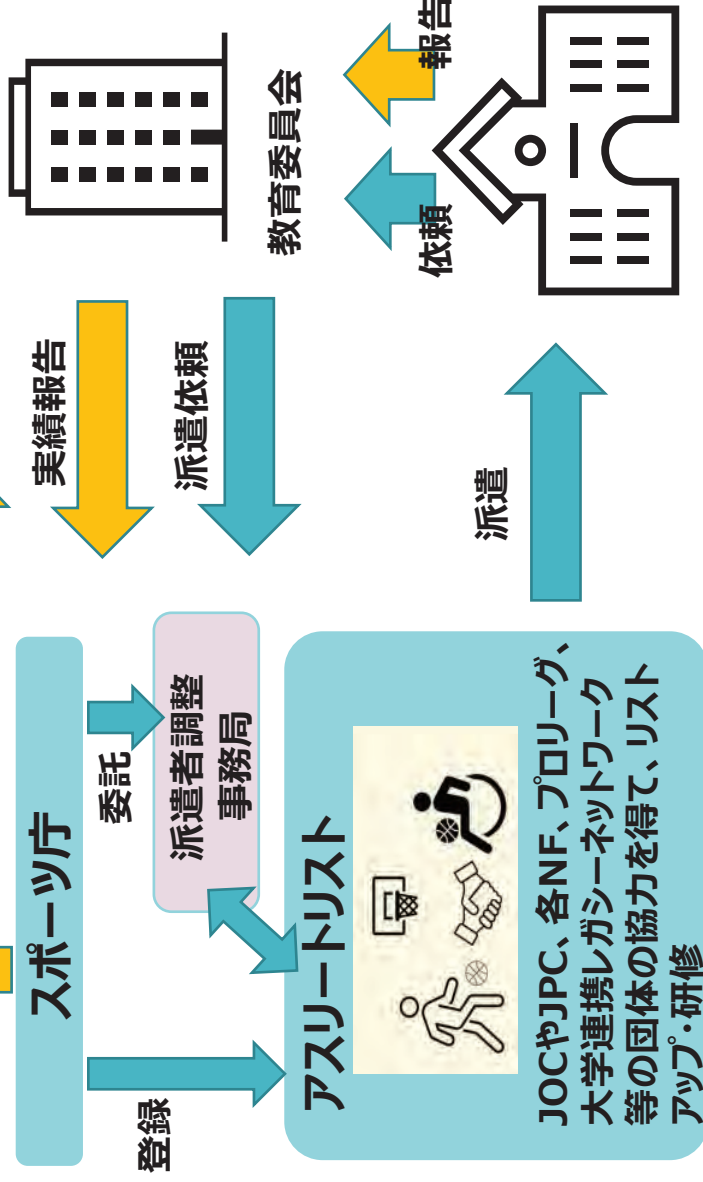 スポーツ庁
委託
登録
派遣者調整
事務局
アスリートリスト
JOCやJPC、各NF、プロリーグ、
大学連携レガシーネットワーク
等の団体の協力を得て、リスト
アップ・研修
実績報告
派遣依頼
派遣
教育委員会
依頼
報告